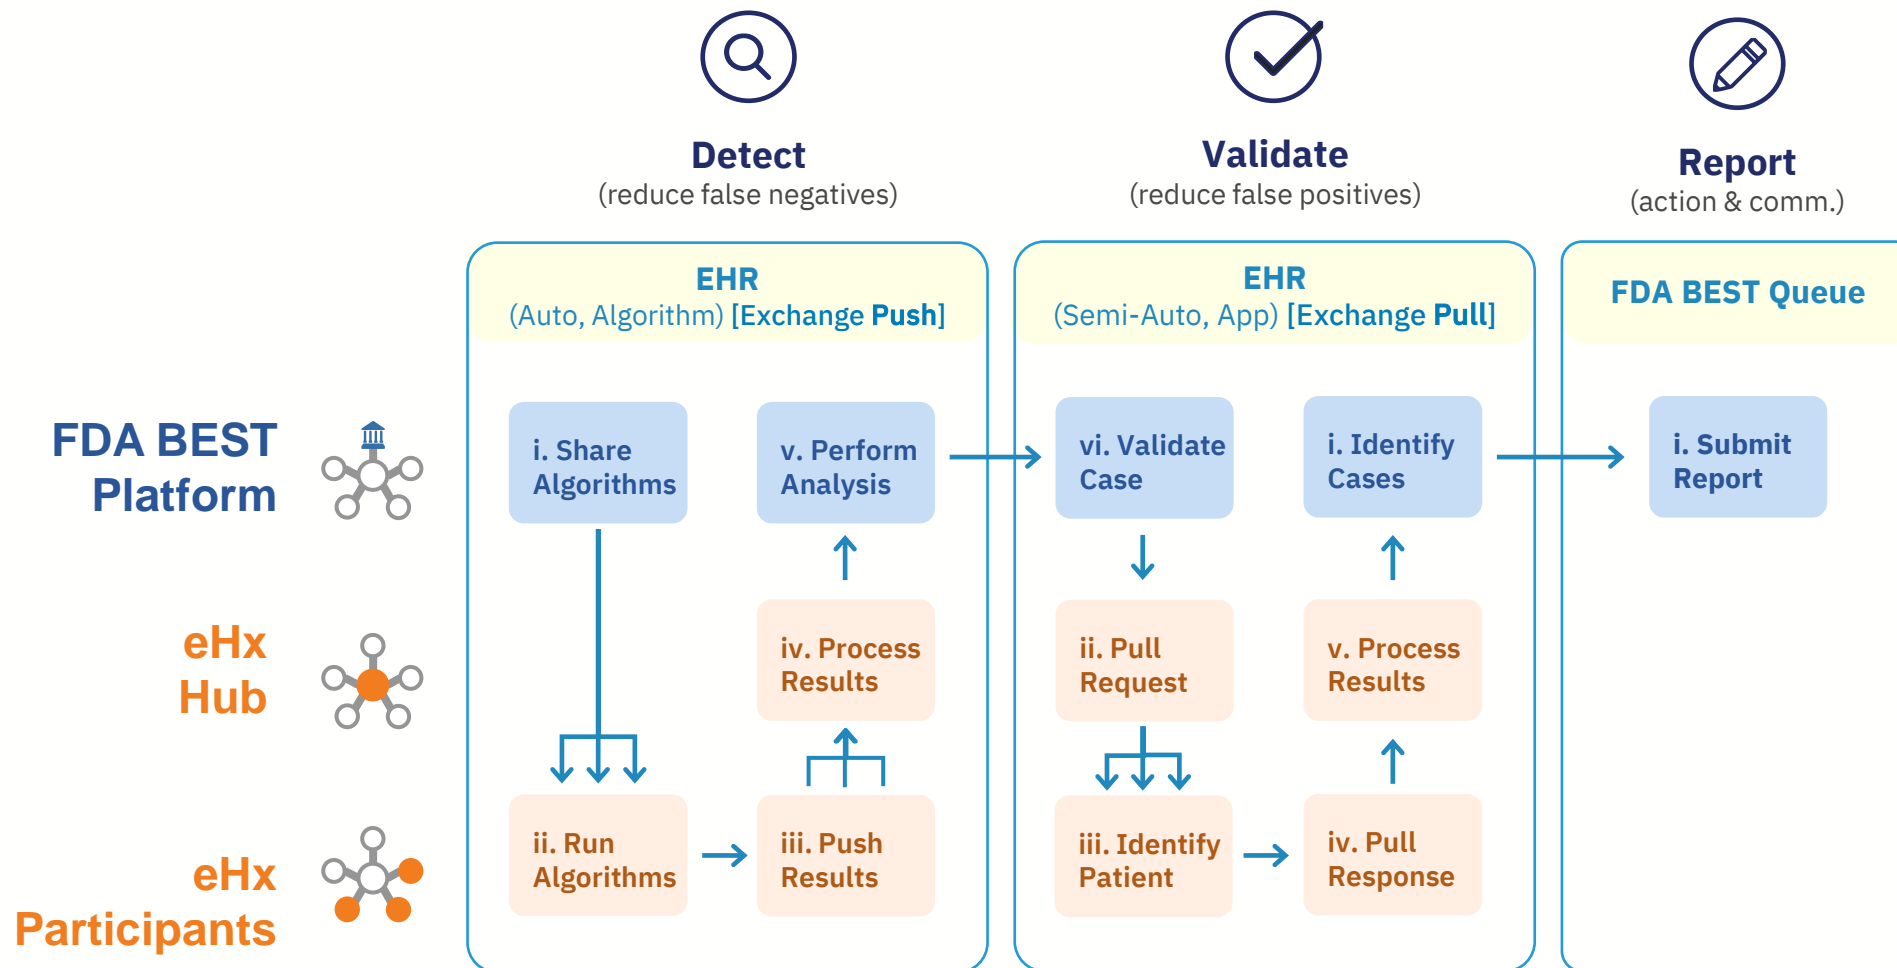 Detect
(reduce false negatives)
Validate
(reduce false positives)
Report
(action & comm.)
EHR
(Auto, Algorithm) [Exchange Push]
EHR
(Semi-Auto, App) [Exchange Pull]
FDA BEST Queue
FDA BEST
Platform
i. Share
Algorithms
v. Perform
Analysis
vi. Validate
Case
i. Identify
Cases
i. Submit
Report
eHx
Hub
iv. Process
Results
ii. Pull
Request
v. Process
Results
eHx
Participants
ii. Run
Algorithms
iii. Push
Results
iii. Identify
Patient
iv. Pull
Response